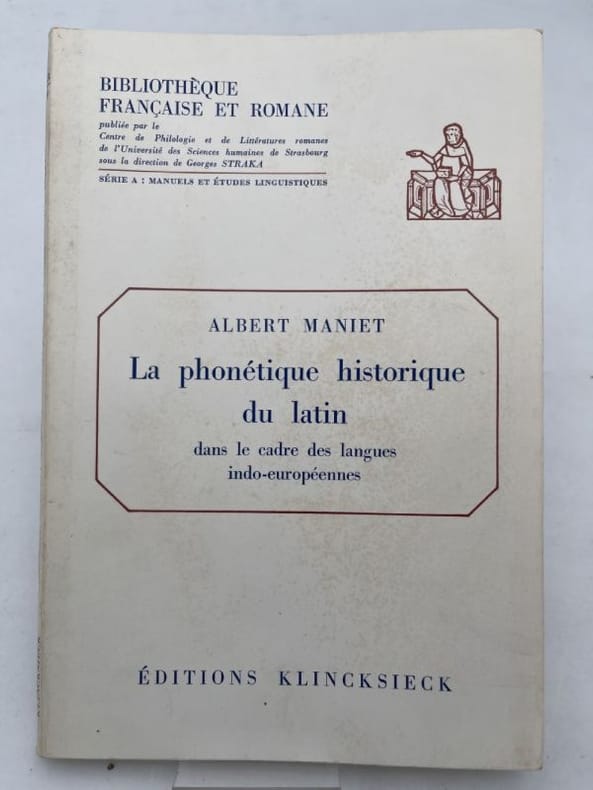 BIBLIOTHÈQUE
FRANÇAISE ET ROMANE
publiée par le
Centre de Philologie et de Littératures romanes
de l'Université des Sciences humaines de Strasbourg
sous la direction de Georges STRAKA
SÉRIE A : MANUELS ET ÉTUDES LINGUISTIQUES
ALBERT MANIET
La phonétique historique
du latin
dans le cadre des langues
indo-européennes
ÉDITIONS KLINCKSIECK